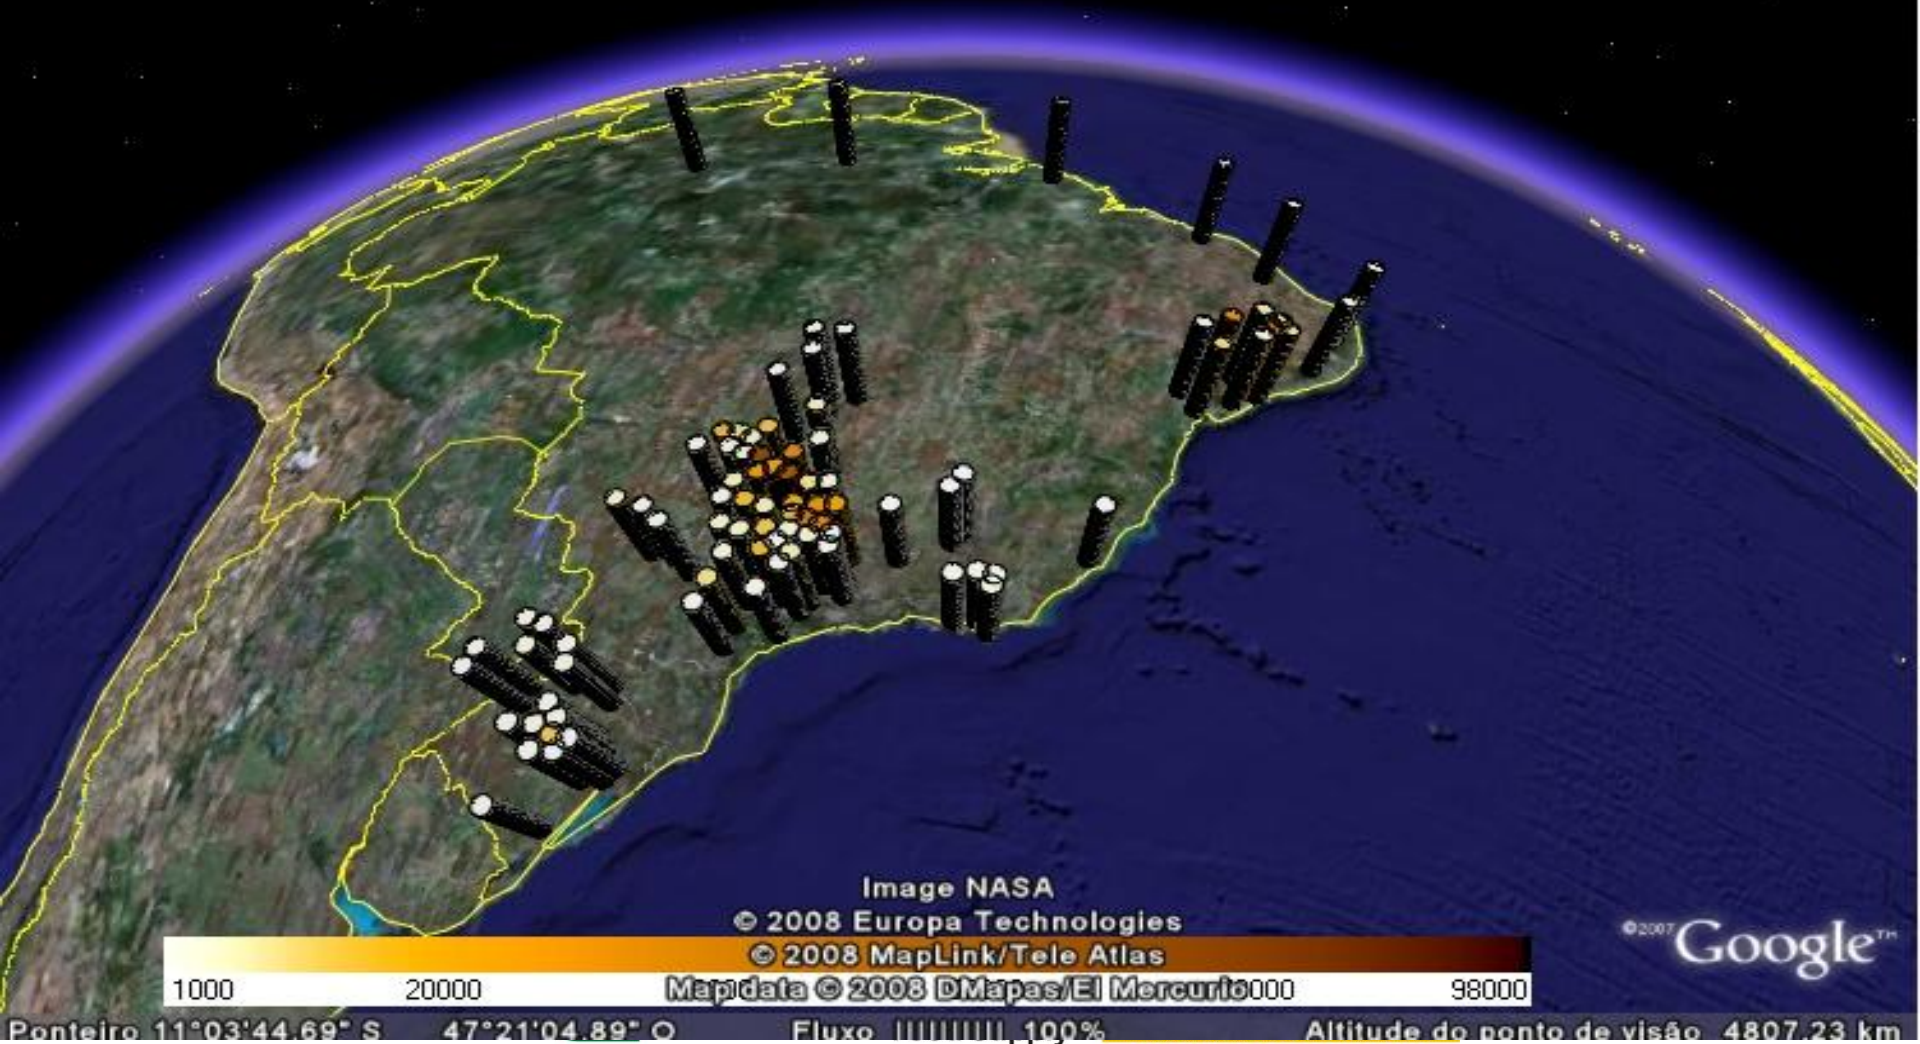 Image NASA
© 2008 Europa Technologies
© 2008 MapLink/Tele Atlas
©2007 Google™
1000 20000 98000
Map data © 2008 DMapas/El Mercurio
Ponteiro 11°03'44.69" S 47°21'04.89" O Fluxo |||||||||| 100% Altitude do ponto de visão 4807.23 km